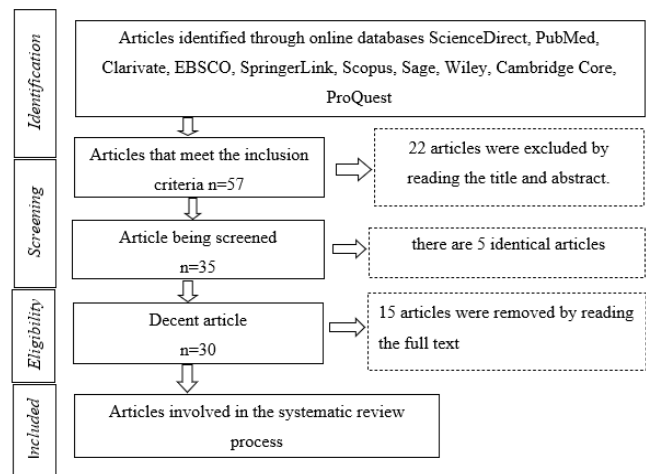 Identification
Articles identified through online databases ScienceDirect, PubMed,
Clarivate, EBSCO, SpringerLink, Scopus, Sage, Wiley, Cambridge Core,
ProQuest
Articles that meet the inclusion
criteria n=57
22 articles were excluded by
reading the title and abstract.
Screening
Article being screened
n=35
there are 5 identical articles
Eligibility
Decent article
n=30
15 articles were removed by reading
the full text
Included
Articles involved in the systematic review
process